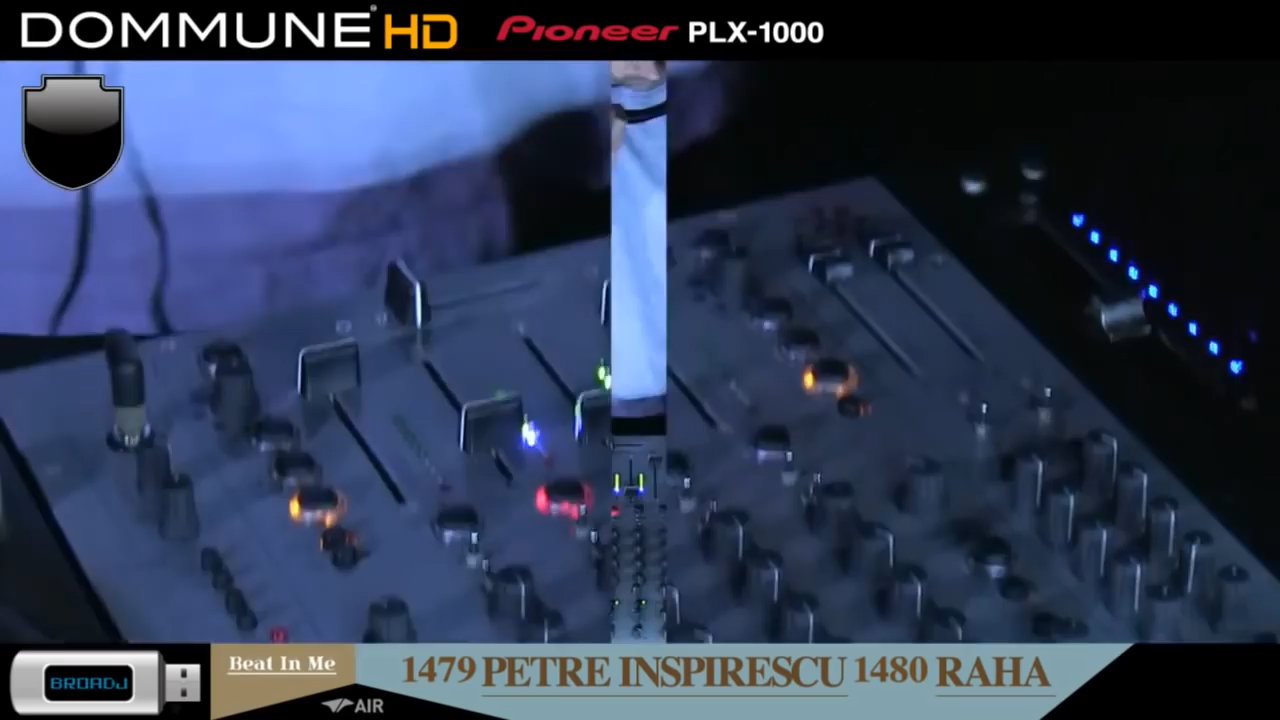 DOMMUNE HD Pioneer PLX-1000
BROADJ
Beat In Me
1479 PETRE INSPIRESCU 1480 RAHA
AIR